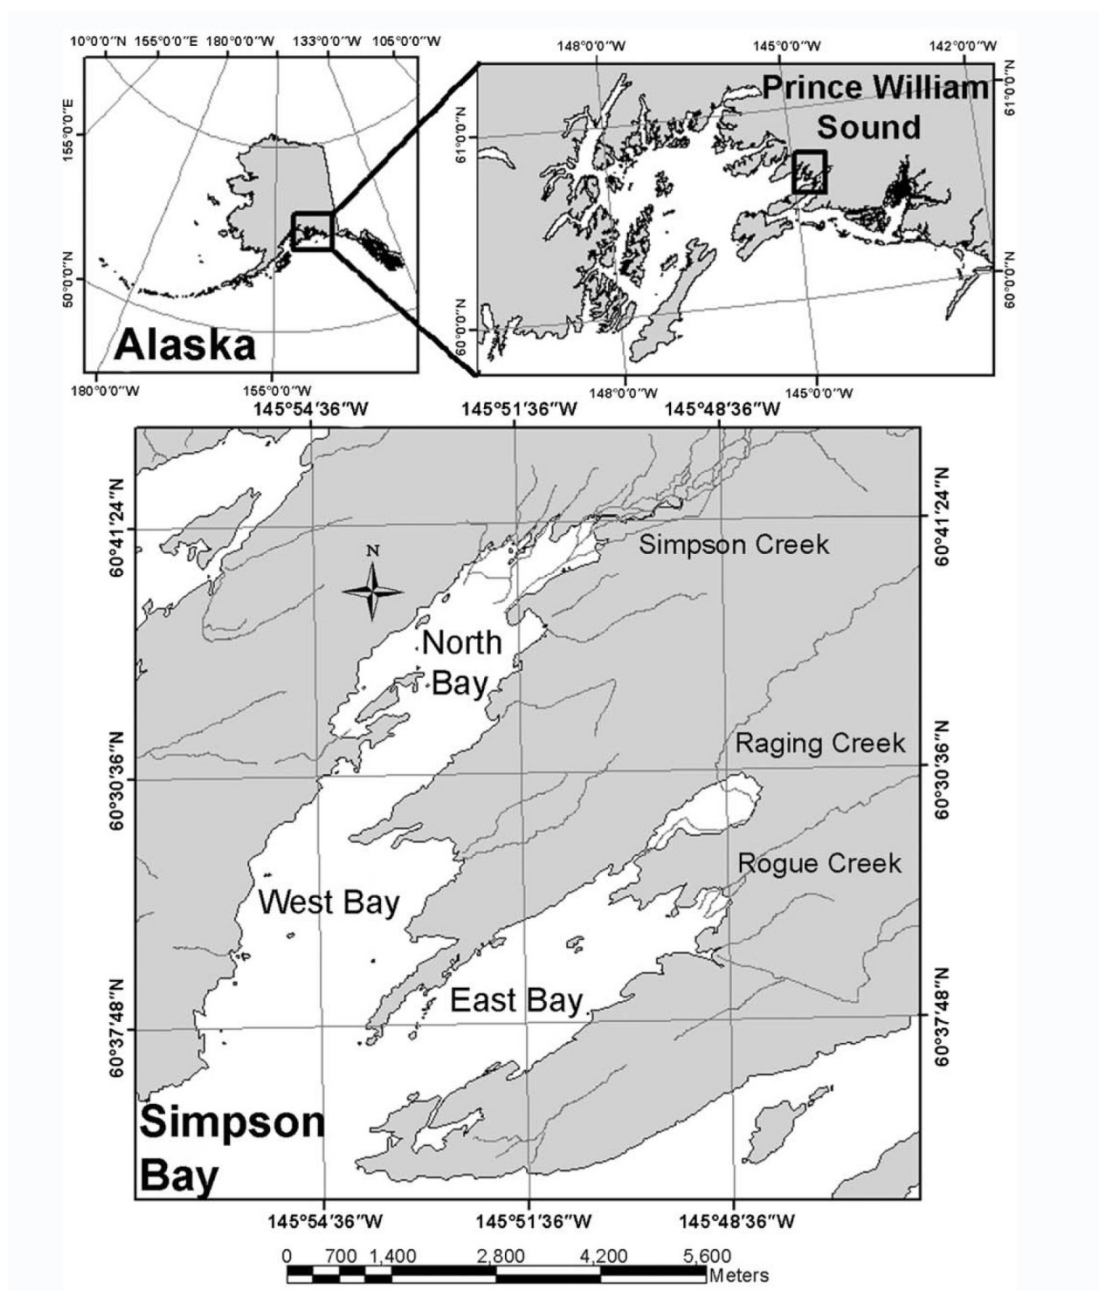 10°0'0"N 155°0'0"E 180°0'0"W 133°0'0"W 105°0'0"W
155°0'0"E
50°0'0"N
Alaska
180°0'0"W 155°0'0"W
148°0'0"W 145°0'0"W 142°0'0"W
Prince William
Sound
61°0'0"N
61°0'0"N
60°0'0"N
60°0'0"N
148°0'0"W 145°0'0"W
145°54'36"W 145°51'36"W 145°48'36"W
60°41'24"N
60°41'24"N
Simpson Creek
N
North
Bay
Raging Creek
60°30'36"N
60°30'36"N
Rogue Creek
West Bay
East Bay
60°37'48"N
60°37'48"N
Simpson
Bay
145°54'36"W 145°51'36"W 145°48'36"W
0 700 1,400 2,800 4,200 5,600
Meters